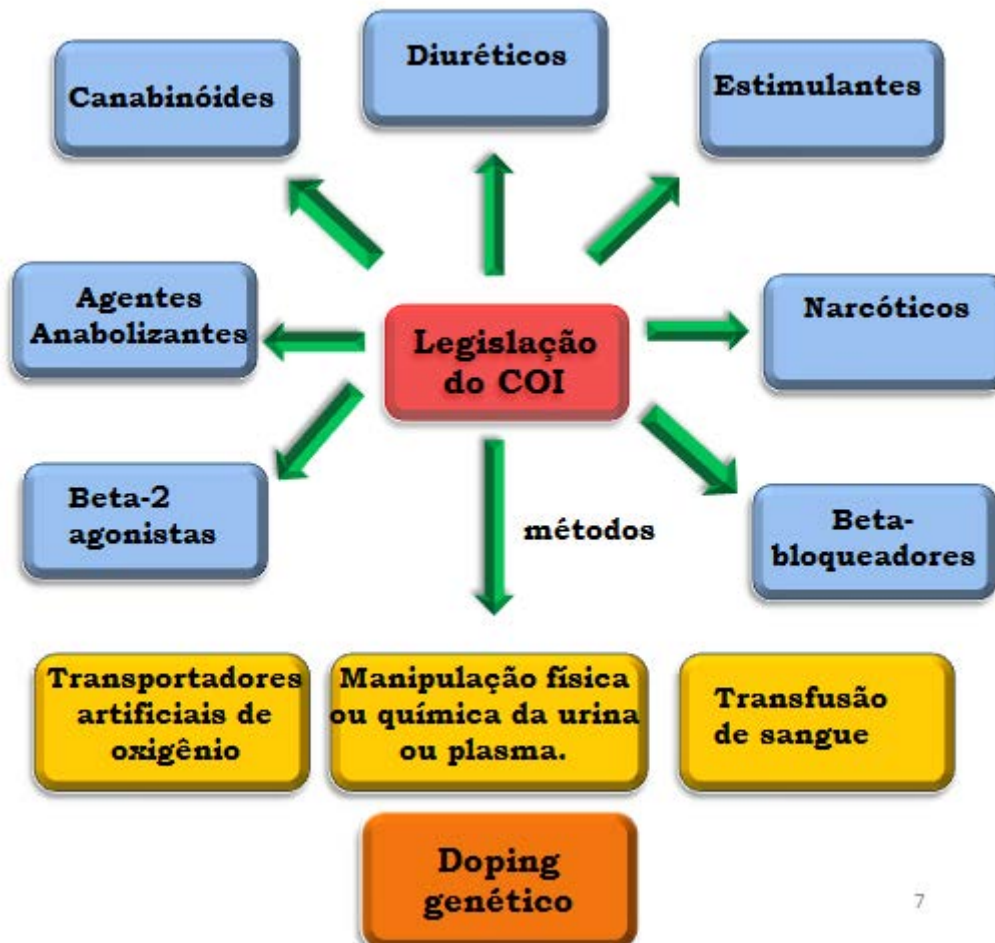 Canabinóides
Diuréticos
Estimulantes
Agentes
Anabolizantes
Legislação
do COI
Narcóticos
Beta-2
agonistas
métodos
Beta-
bloqueadores
Transportadores
artificiais de
oxigênio
Manipulação física
ou química da urina
ou plasma.
Transfusão
de sangue
Doping
genético
7